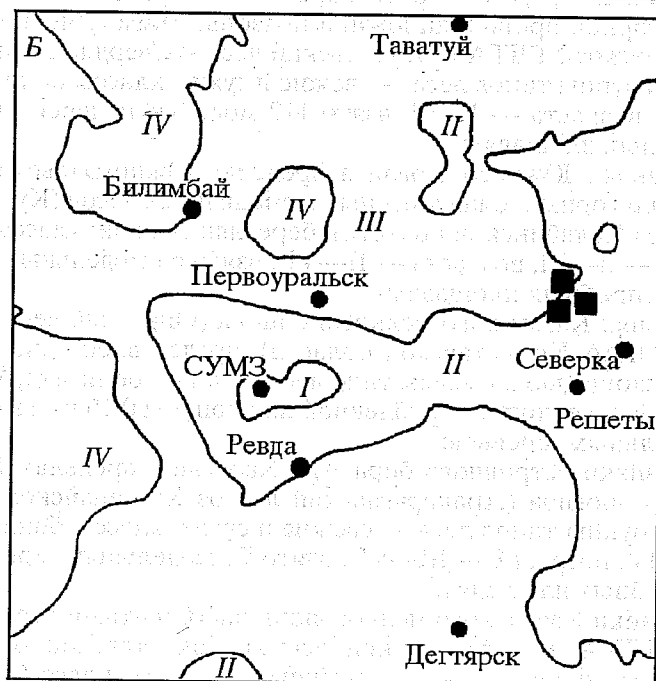 Таватуй
Б
IV
II
Билимбай
IV
III
Первоуральск
II
Северка
СУМЗ
I
Решеты
Ревда
IV
Дегтярск
II